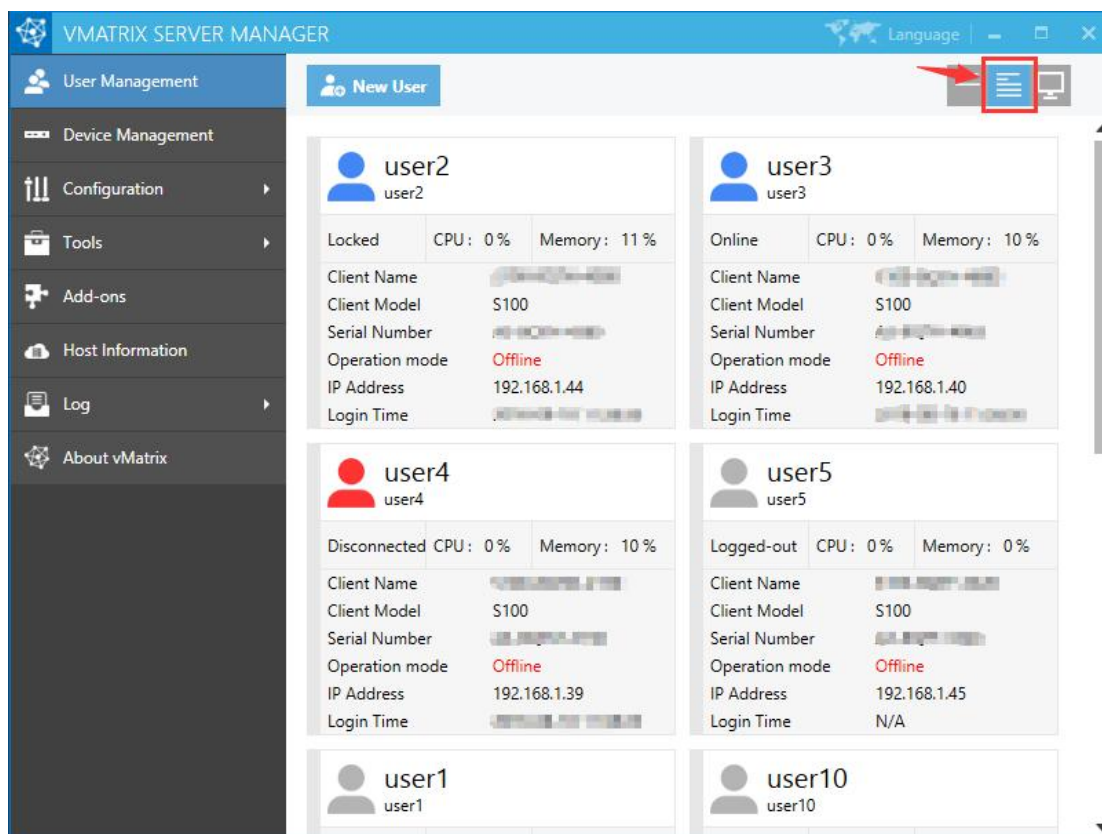 VMATRIX SERVER MANAGER
Language
User Management
Device Management
Configuration
Tools
Add-ons
Host Information
Log
About vMatrix
New User
user2
user2
Locked CPU: 0% Memory: 11%
Client Name
Client Model S100
Serial Number
Operation mode Offline
IP Address 192.168.1.44
Login Time
user3
user3
Online CPU: 0% Memory: 10%
Client Name
Client Model S100
Serial Number
Operation mode Offline
IP Address 192.168.1.40
Login Time
user4
user4
Disconnected CPU: 0% Memory: 10%
Client Name
Client Model S100
Serial Number
Operation mode Offline
IP Address 192.168.1.39
Login Time
user5
user5
Logged-out CPU: 0% Memory: 0%
Client Name
Client Model S100
Serial Number
Operation mode Offline
IP Address 192.168.1.45
Login Time N/A
user1
user1
user10
user10